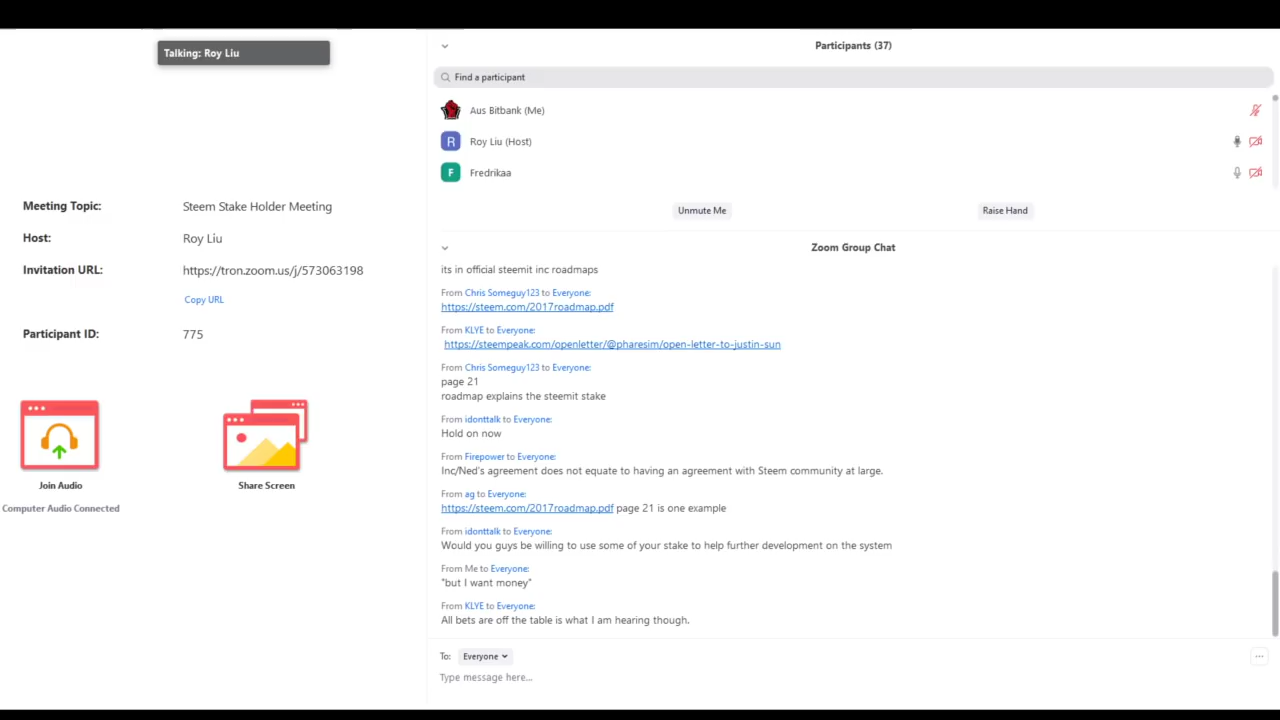 Talking: Roy Liu
Meeting Topic: Steem Stake Holder Meeting
Host: Roy Liu
Invitation URL: https://tron.zoom.us/j/573063198
Copy URL
Participant ID: 775
Join Audio
Share Screen
Computer Audio Connected
Participants (37)
Find a participant
Aus Bitbank (Me)
R Roy Liu (Host)
F Fredrikaa
Unmute Me
Raise Hand
Zoom Group Chat
its in official steemit inc roadmaps
From Chris Someguy123 to Everyone:
https://steem.com/2017roadmap.pdf
From KLYE to Everyone:
https://steempeak.com/openletter/@pharesim/open-letter-to-justin-sun
From Chris Someguy123 to Everyone:
page 21
roadmap explains the steemit stake
From idonttalk to Everyone:
Hold on now
From Firepower to Everyone:
Inc/Ned's agreement does not equate to having an agreement with Steem community at large.
From ag to Everyone:
https://steem.com/2017roadmap.pdf page 21 is one example
From idonttalk to Everyone:
Would you guys be willing to use some of your stake to help further development on the system
From Me to Everyone:
"but I want money"
From KLYE to Everyone:
All bets are off the table is what I am hearing though.
To: Everyone
Type message here...